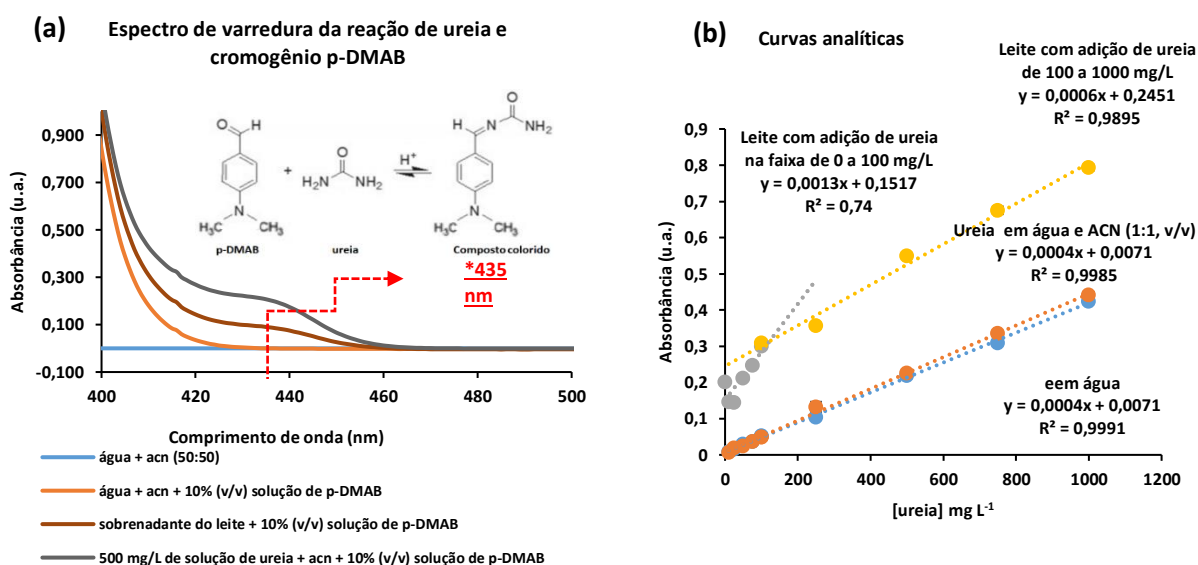 (a)
Espectro de varredura da reação de ureia e
cromogênio p-DMAB
Absorbância (u.a.)
0,900
0,700
0,500
0,300
0,100
-0,100
400
420
440
460
480
500
Comprimento de onda (nm)
O
H
N
H₃C
CH₃
p-DMAB
+
O
H₂N
NH₂
ureia
H⁺
O
H
N
NH₂
N
H₃C
CH₃
Composto colorido
*435
nm
água + acn (50:50)
água + acn + 10% (v/v) solução de p-DMAB
sobrenadante do leite + 10% (v/v) solução de p-DMAB
500 mg/L de solução de ureia + acn + 10% (v/v) solução de p-DMAB
(b)
Curvas analíticas
Leite com adição de ureia
de 100 a 1000 mg/L
y = 0,0006x + 0,2451
R² = 0,9895
Leite com adição de ureia
na faixa de 0 a 100 mg/L
y = 0,0013x + 0,1517
R² = 0,74
Ureia em água e ACN (1:1, v/v)
y = 0,0004x + 0,0071
R² = 0,9985
eem água
y = 0,0004x + 0,0071
R² = 0,9991
Absorbância (u.a.)
0,9
0,8
0,7
0,6
0,5
0,4
0,3
0,2
0,1
0
0
200
400
600
800
1000
1200
[ureia] mg L⁻¹